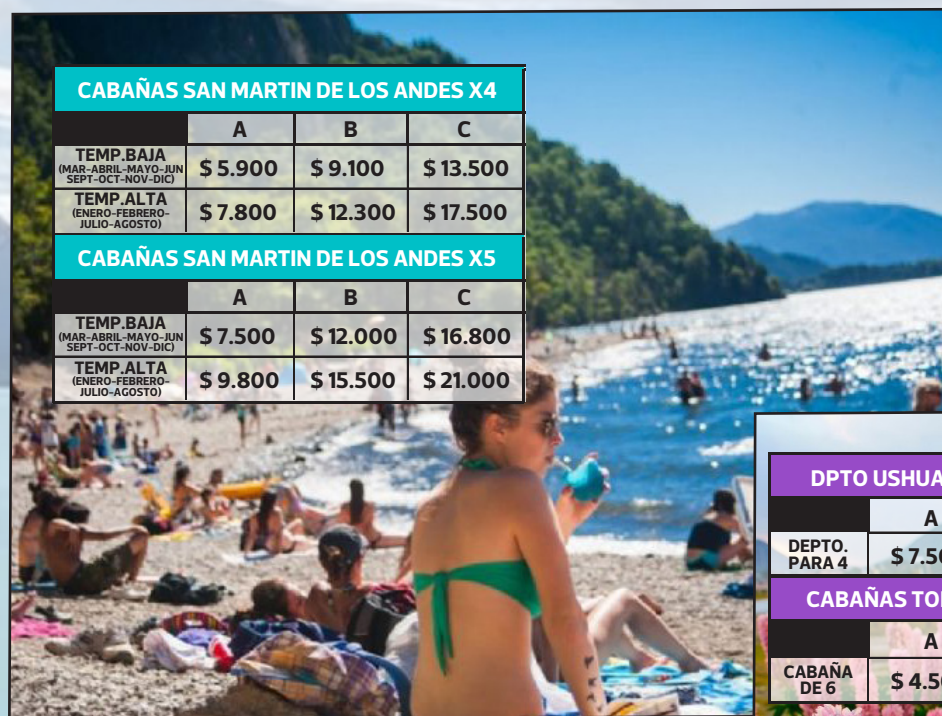 CABAÑAS SAN MARTIN DE LOS ANDES X4
A B C
TEMP.BAJA
(MAR-ABRIL-MAYO-JUN
SEPT-OCT-NOV-DIC)
$ 5.900 $ 9.100 $ 13.500
TEMP.ALTA
(ENERO-FEBRERO-
JULIO-AGOSTO)
$ 7.800 $ 12.300 $ 17.500
CABAÑAS SAN MARTIN DE LOS ANDES X5
A B C
TEMP.BAJA
(MAR-ABRIL-MAYO-JUN
SEPT-OCT-NOV-DIC)
$ 7.500 $ 12.000 $ 16.800
TEMP.ALTA
(ENERO-FEBRERO-
JULIO-AGOSTO)
$ 9.800 $ 15.500 $ 21.000
DPTO
A
DEPTO.
PARA 4
CABAÑAS
A
CABAÑA
DE 6